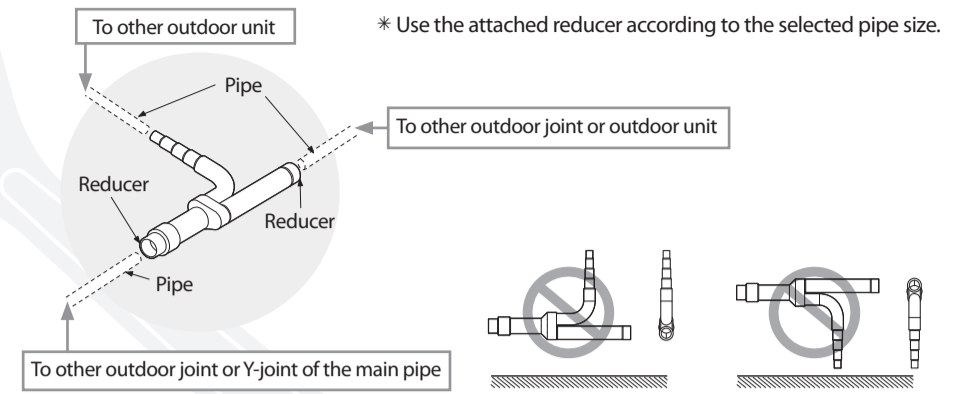 To other outdoor unit
✳ Use the attached reducer according to the selected pipe size.
Pipe
To other outdoor joint or outdoor unit
Reducer
Reducer
Pipe
To other outdoor joint or Y-joint of the main pipe